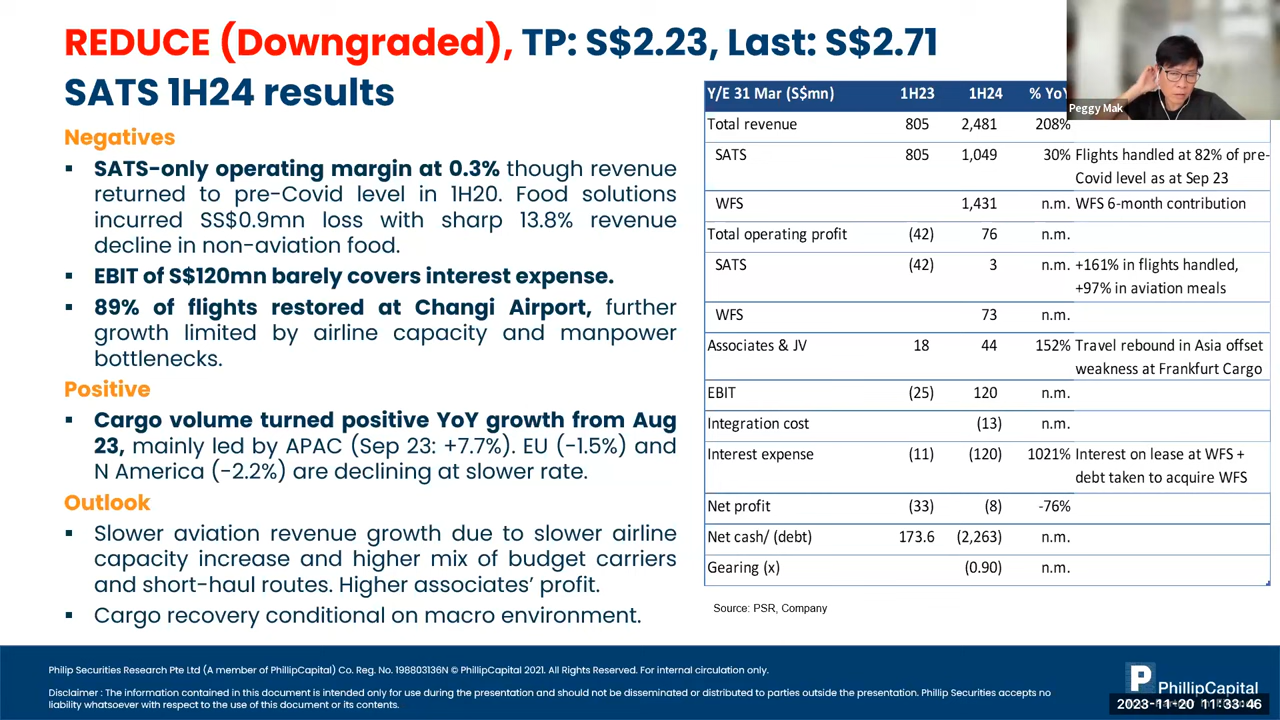 REDUCE (Downgraded), TP: S$2.23, Last: S$2.71
SATS 1H24 results
Negatives
▪ SATS-only operating margin at 0.3% though revenue
returned to pre-Covid level in 1H20. Food solutions
incurred SS$0.9mn loss with sharp 13.8% revenue
decline in non-aviation food.
▪ EBIT of S$120mn barely covers interest expense.
▪ 89% of flights restored at Changi Airport, further
growth limited by airline capacity and manpower
bottlenecks.
Positive
▪ Cargo volume turned positive YoY growth from Aug
23, mainly led by APAC (Sep 23: +7.7%). EU (-1.5%) and
N America (-2.2%) are declining at slower rate.
Outlook
▪ Slower aviation revenue growth due to slower airline
capacity increase and higher mix of budget carriers
and short-haul routes. Higher associates' profit.
▪ Cargo recovery conditional on macro environment.
Y/E 31 Mar (S$mn) 1H23 1H24 % YoY
Total revenue 805 2,481 208%
SATS 805 1,049 30% Flights handled at 82% of pre-
Covid level as at Sep 23
WFS 1,431 n.m. WFS 6-month contribution
Total operating profit (42) 76 n.m.
SATS (42) 3 n.m. +161% in flights handled,
+97% in aviation meals
WFS 73 n.m.
Associates & JV 18 44 152% Travel rebound in Asia offset
weakness at Frankfurt Cargo
EBIT (25) 120 n.m.
Integration cost (13) n.m.
Interest expense (11) (120) 1021% Interest on lease at WFS +
debt taken to acquire WFS
Net profit (33) (8) -76%
Net cash/ (debt) 173.6 (2,263) n.m.
Gearing (x) (0.90) n.m.
Source: PSR, Company
Peggy Mak
Philip Securities Research Pte Ltd (A member of PhillipCapital) Co. Reg. No. 198803136N © PhillipCapital 2021. All Rights Reserved. For internal circulation only.
Disclaimer : The information contained in this document is intended only for use during the presentation and should not be disseminated or distributed to parties outside the presentation. Phillip Securities accepts no
liability whatsoever with respect to the use of this document or its contents.
PhillipCapital
2023-11-20 11:33:46